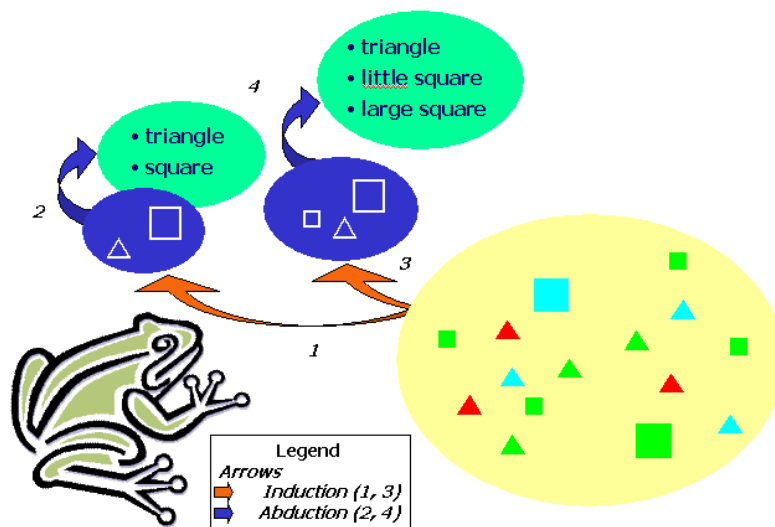 • triangle
• little square
• large square
4
• triangle
• square
2
3
1
Legend
Arrows
Induction (1, 3)
Abduction (2, 4)